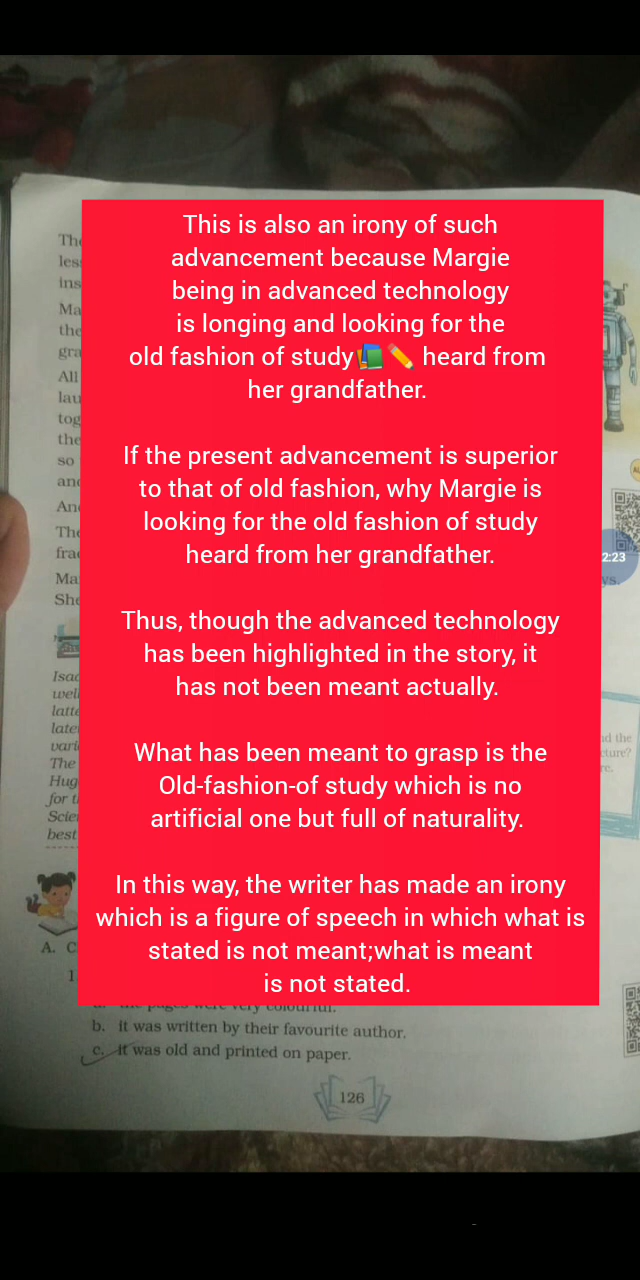 This is also an irony of such
advancement because Margie
being in advanced technology
is longing and looking for the
old fashion of study📚✏️ heard from
her grandfather.
If the present advancement is superior
to that of old fashion, why Margie is
looking for the old fashion of study
heard from her grandfather.
Thus, though the advanced technology
has been highlighted in the story, it
has not been meant actually.
What has been meant to grasp is the
Old-fashion-of study which is no
artificial one but full of naturality.
In this way, the writer has made an irony
which is a figure of speech in which what is
stated is not meant;what is meant
is not stated.
2:23
a. the pages were very colourful.
b. it was written by their favourite author.
c. it was old and printed on paper.
126